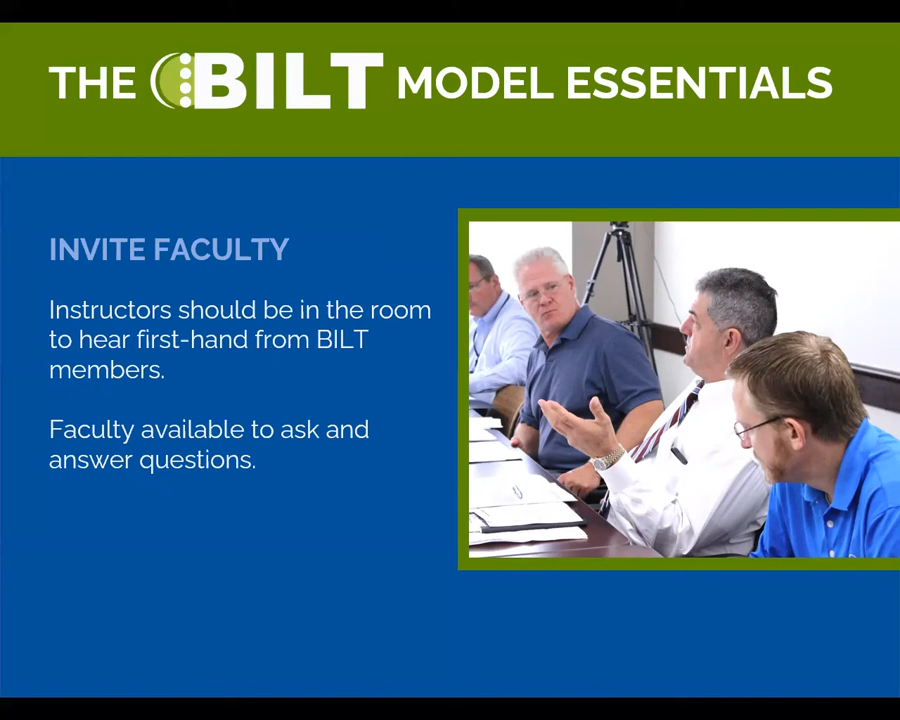 THE BILT MODEL ESSENTIALS
INVITE FACULTY
Instructors should be in the room
to hear first-hand from BILT
members.
Faculty available to ask and
answer questions.